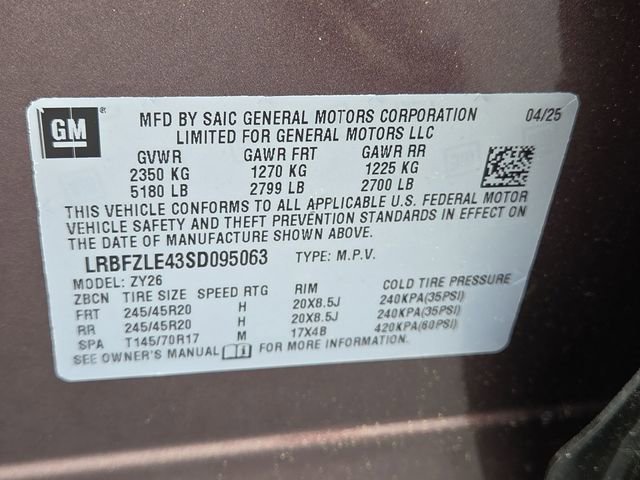 GM
MFD BY SAIC GENERAL MOTORS CORPORATION 04/25
LIMITED FOR GENERAL MOTORS LLC
GVWR GAWR FRT GAWR RR
2350 KG 1270 KG 1225 KG
5180 LB 2799 LB 2700 LB
THIS VEHICLE CONFORMS TO ALL APPLICABLE U.S. FEDERAL MOTOR
VEHICLE SAFETY AND THEFT PREVENTION STANDARDS IN EFFECT ON
THE DATE OF MANUFACTURE SHOWN ABOVE.
LRBFZLE43SD095063 TYPE: M.P.V.
MODEL: ZY26
ZBCN TIRE SIZE SPEED RTG RIM COLD TIRE PRESSURE
FRT 245/45R20 H 20X8.5J 240KPA(35PSI)
RR 245/45R20 H 20X8.5J 240KPA(35PSI)
SPA T145/70R17 M 17X4B 420KPA(60PSI)
SEE OWNER'S MANUAL FOR MORE INFORMATION.